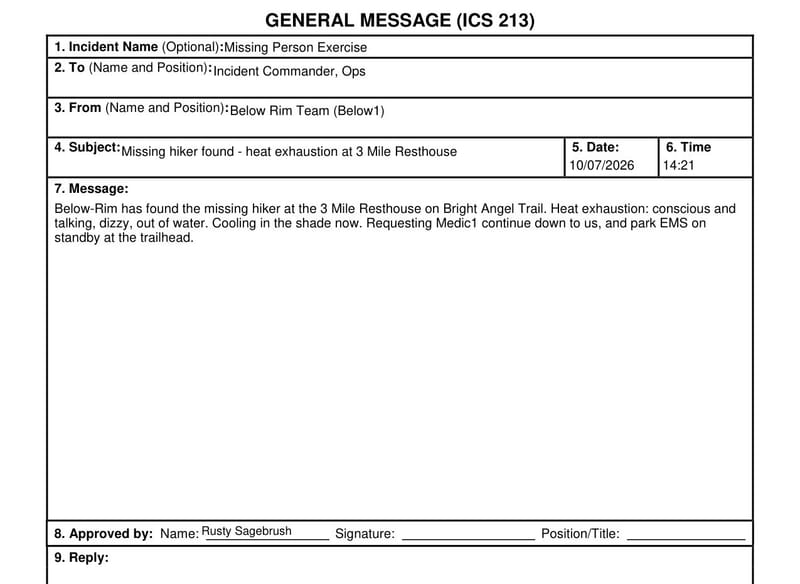 GENERAL MESSAGE (ICS 213)
1. Incident Name (Optional):Missing Person Exercise
2. To (Name and Position):Incident Commander, Ops
3. From (Name and Position):Below Rim Team (Below1)
4. Subject:Missing hiker found - heat exhaustion at 3 Mile Resthouse
5. Date:
10/07/2026
6. Time
14:21
7. Message:
Below-Rim has found the missing hiker at the 3 Mile Resthouse on Bright Angel Trail. Heat exhaustion: conscious and
talking, dizzy, out of water. Cooling in the shade now. Requesting Medic1 continue down to us, and park EMS on
standby at the trailhead.
8. Approved by: Name: Rusty Sagebrush Signature: Position/Title:
9. Reply: